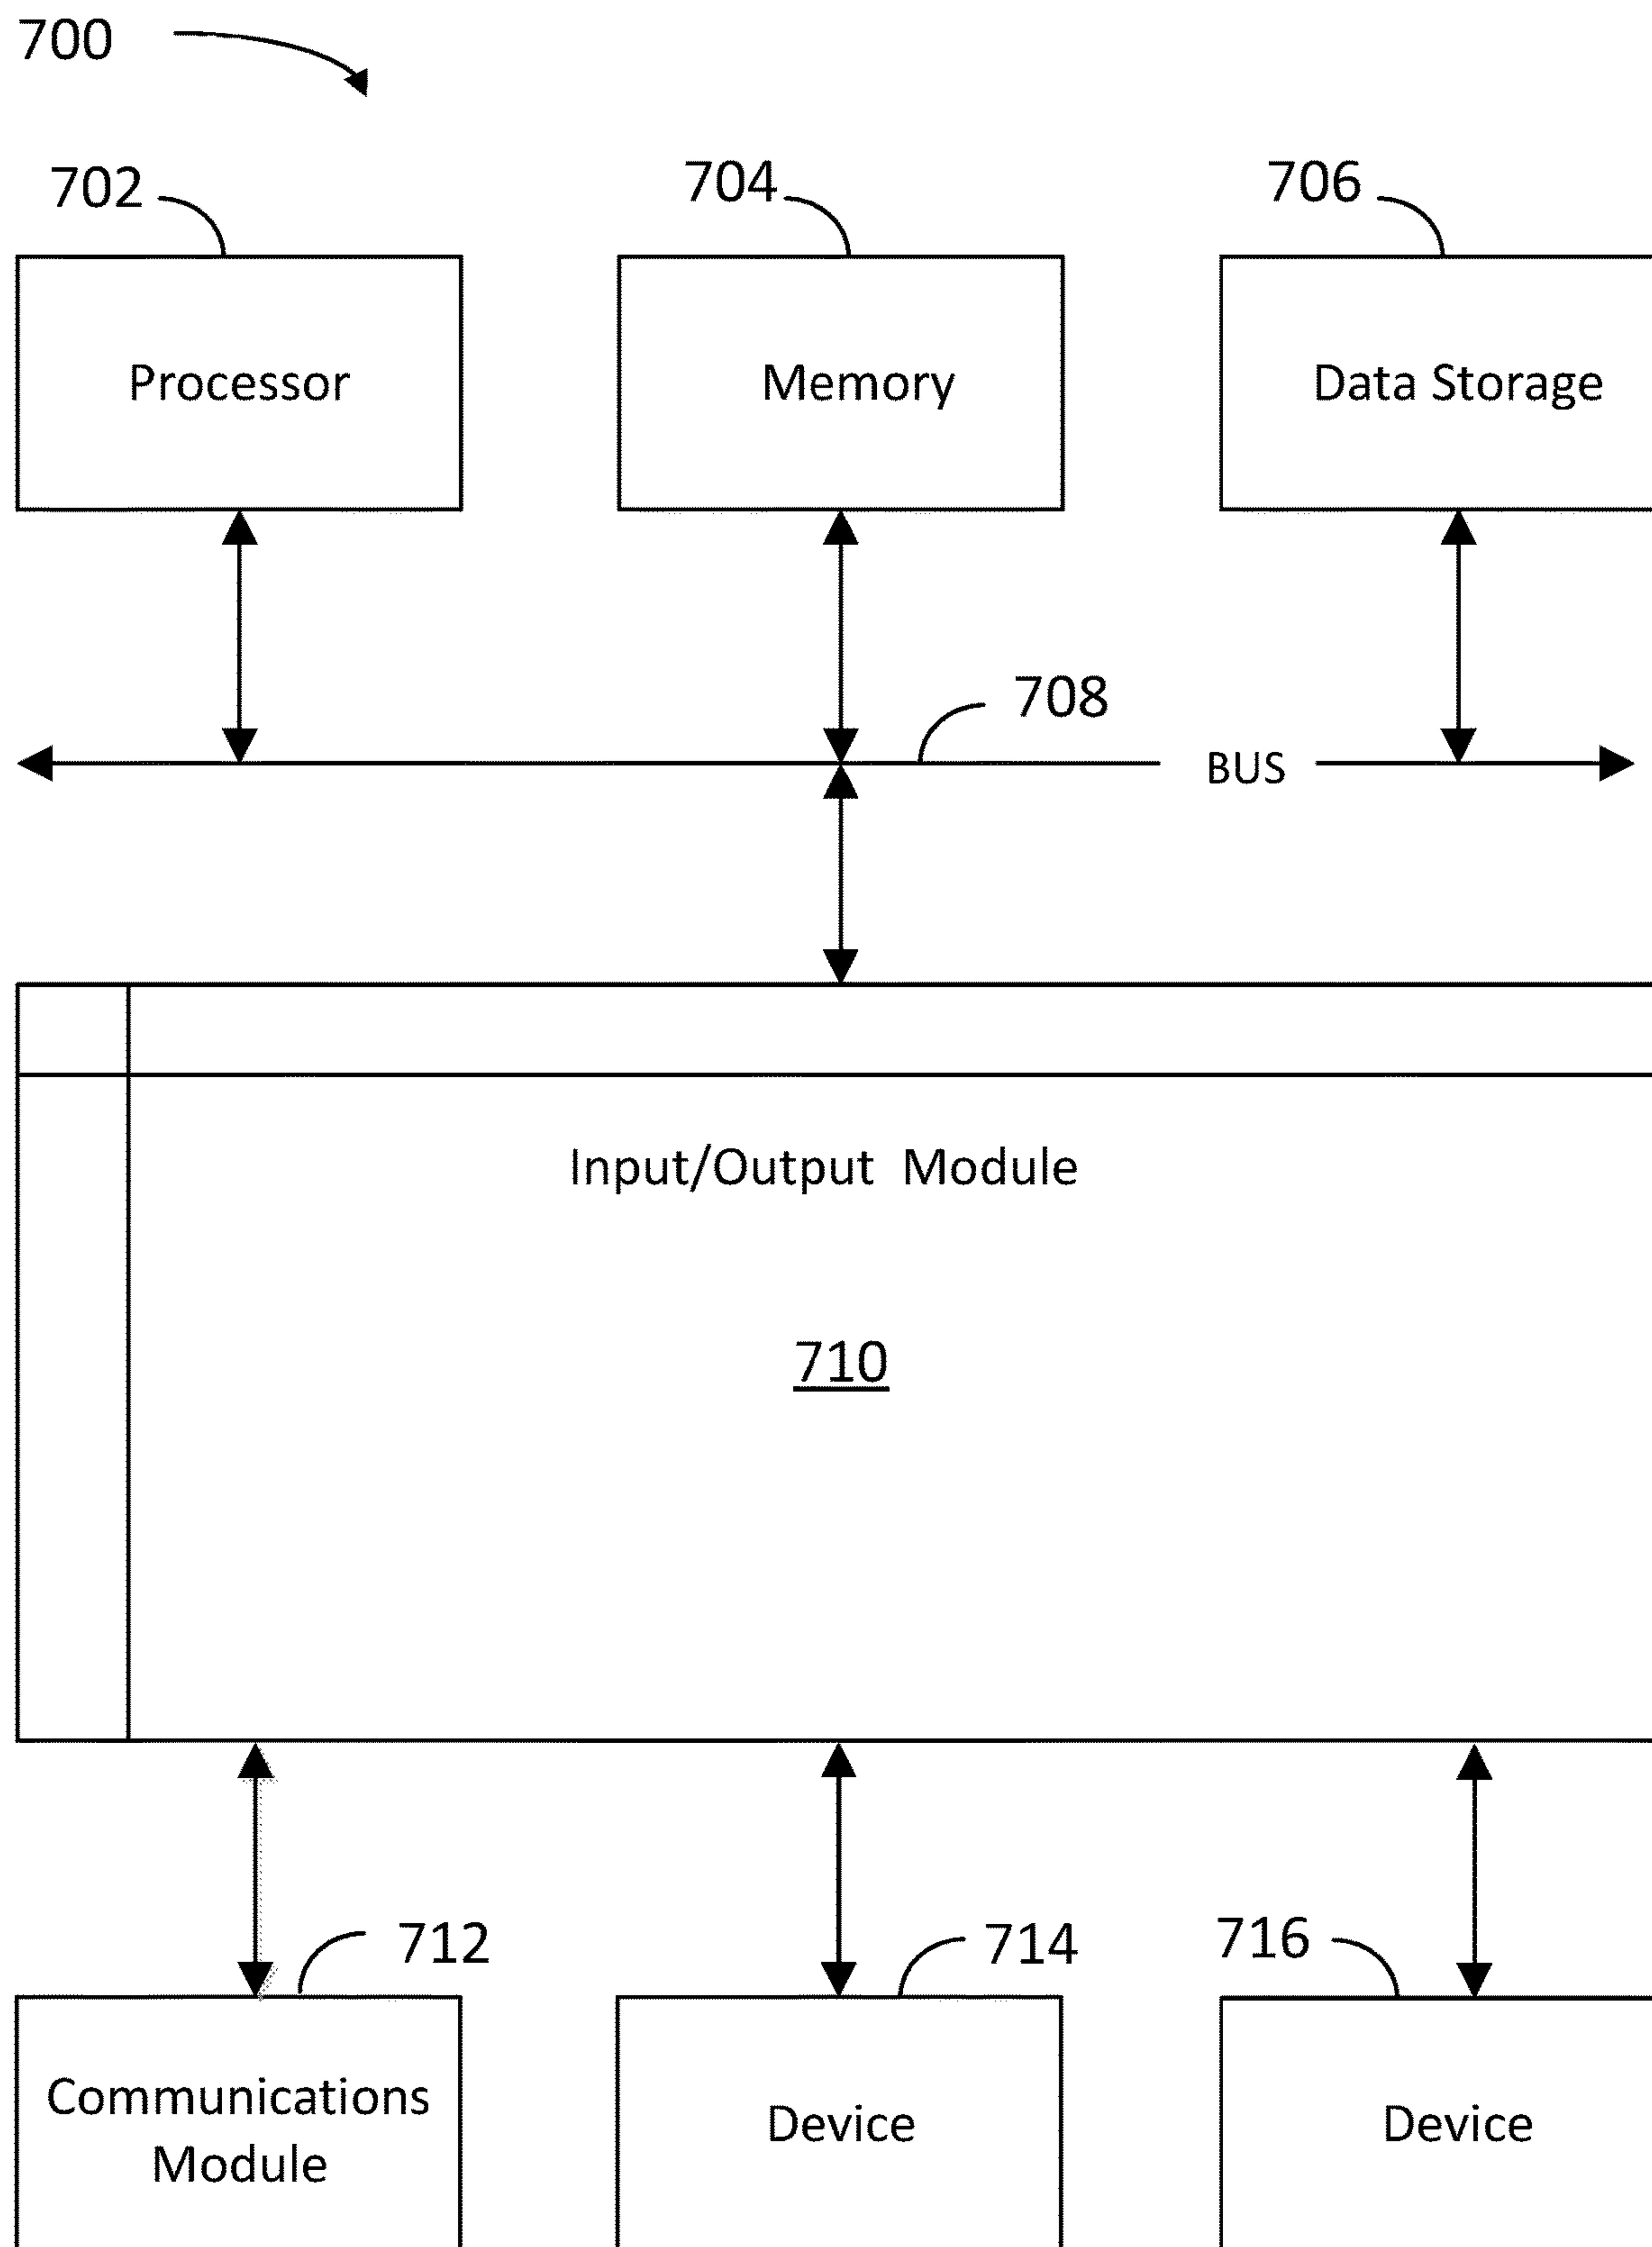 700
702
704
706
Processor
Memory
Data Storage
708
BUS
Input/Output Module
710
712
714
716
Communications
Module
Device
Device